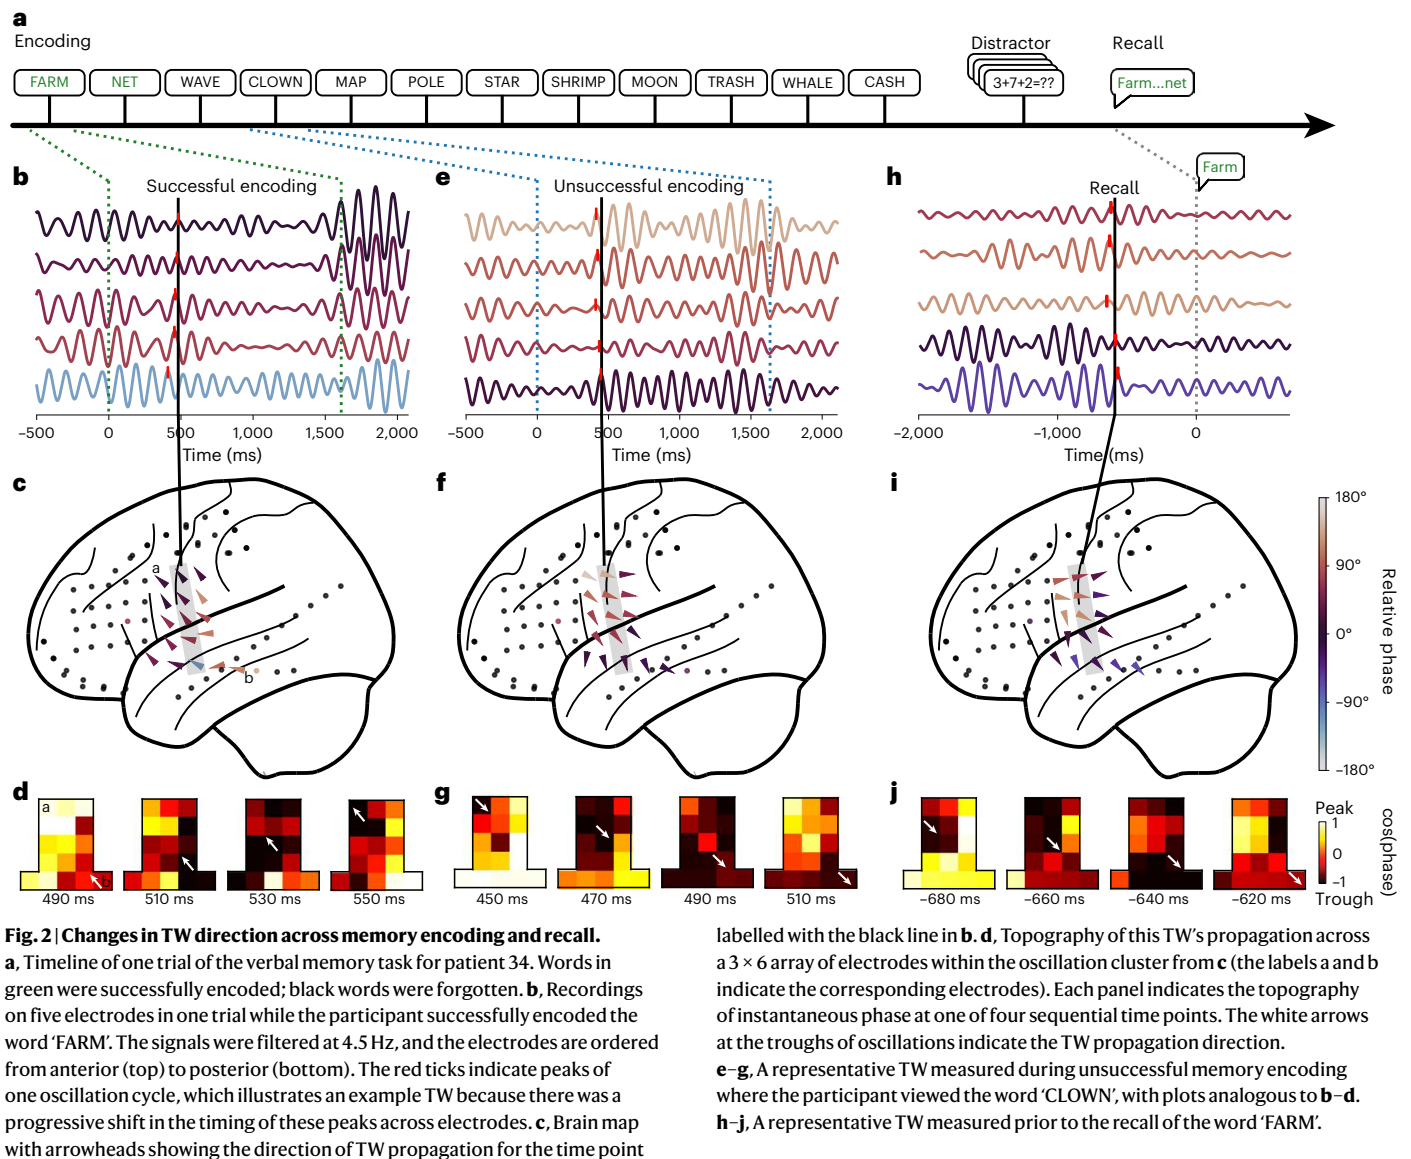 a
Encoding
Distractor
Recall
FARM NET WAVE CLOWN MAP POLE STAR SHRIMP MOON TRASH WHALE CASH
3+7+2=??
Farm...net
b
Successful encoding
e
Unsuccessful encoding
h
Recall
Farm
−500 0 500 1,000 1,500 2,000
Time (ms)
−500 0 500 1,000 1,500 2,000
Time (ms)
−2,000 −1,000 0
Time (ms)
c
a
b
f
i
180°
90°
0°
−90°
−180°
Relative phase
d
a
b
490 ms 510 ms 530 ms 550 ms
g
450 ms 470 ms 490 ms 510 ms
j
−680 ms −660 ms −640 ms −620 ms
Peak
1
0
−1
Trough
cos(phase)
Fig. 2 | Changes in TW direction across memory encoding and recall.
a, Timeline of one trial of the verbal memory task for patient 34. Words in
green were successfully encoded; black words were forgotten. b, Recordings
on five electrodes in one trial while the participant successfully encoded the
word ‘FARM’. The signals were filtered at 4.5 Hz, and the electrodes are ordered
from anterior (top) to posterior (bottom). The red ticks indicate peaks of
one oscillation cycle, which illustrates an example TW because there was a
progressive shift in the timing of these peaks across electrodes. c, Brain map
with arrowheads showing the direction of TW propagation for the time point
labelled with the black line in b. d, Topography of this TW’s propagation across
a 3 × 6 array of electrodes within the oscillation cluster from c (the labels a and b
indicate the corresponding electrodes). Each panel indicates the topography
of instantaneous phase at one of four sequential time points. The white arrows
at the troughs of oscillations indicate the TW propagation direction.
e–g, A representative TW measured during unsuccessful memory encoding
where the participant viewed the word ‘CLOWN’, with plots analogous to b–d.
h–j, A representative TW measured prior to the recall of the word ‘FARM’.